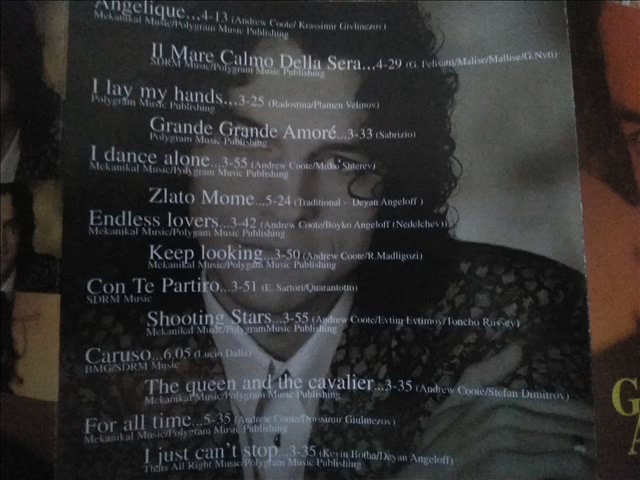 Angelique...4-13 (Andrew Coote/ Krassimir Giulmezov)
Mekanikal Music/Polygram Music Publishing
Il Mare Calmo Della Sera...4-29 (G. Felisatti/Malise/Mallise/G.Nvti)
SDRM Music/Polygram Music Publishing
I lay my hands...3-25 (Radostina/Plamen Velinov)
Polygram Music Publishing
Grande Grande Amoré...3-33 (Sabrizio)
Polygram Music Publishing
I dance alone...3-55 (Andrew Coote/Mitko Shterev)
Mekanikal Music/Polygram Music Publishing
Zlato Mome...5-24 (Traditional - Deyan Angeloff )
Endless lovers...3-42 (Andrew Coote/Boyko Angeloff (Nedelchev))
Mekanikal Music/Polygram Music Publishing
Keep looking...3-50 (Andrew Coote/R.Madligozi)
Mekanikal Music/Polygam Music Publishing
Con Te Partiro...3-51 (E. Sartori/Quarantotto)
SDRM Music
Shooting Stars...3-55 (Andrew Coote/Evtim Evtimov/Toncho Russev)
Mekanikal Music/PolygramMusic Publishing
Caruso...6.05 (Lucio Dalla)
BMG/SDRM Music
The queen and the cavalier...3-35 (Andrew Coote/Stefan Dimitrov)
Mekanikal Music/Polygram Music Publishing
For all time...5-35 (Andrew Coote/Drassimir Giulmezov)
Mekanikal Music/Polygram Music Publishing
I just can't stop...3-35 (Kevin Botha/Deyan Angeloff)
Thats All Right Music/Polygram Music Publishing